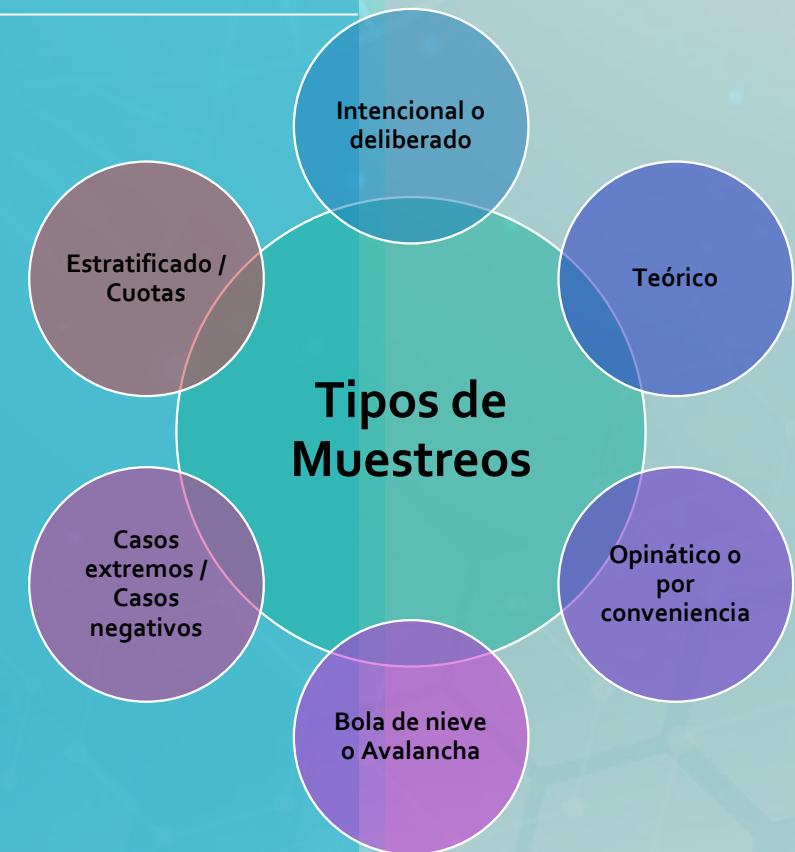 Intencional o
deliberado
Teórico
Opinático o
por
conveniencia
Bola de nieve
o Avalancha
Casos
extremos /
Casos
negativos
Estratificado /
Cuotas
Tipos de
Muestreos